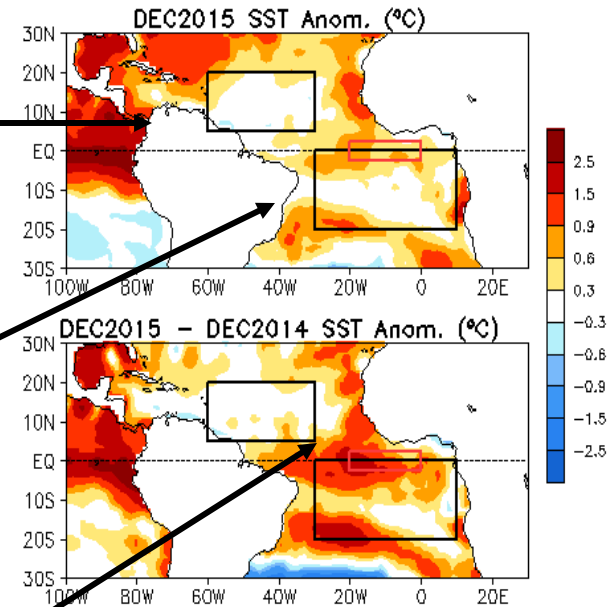 DEC2015 SST Anom. (ºC)
30N
20N
10N
EQ
10S
20S
30S
100W 80W 60W 40W 20W 0 20E
DEC2015 - DEC2014 SST Anom. (ºC)
30N
20N
10N
EQ
10S
20S
30S
100W 80W 60W 40W 20W 0 20E
2.5
1.5
0.9
0.6
0.3
-0.3
-0.6
-0.9
-1.5
-2.5